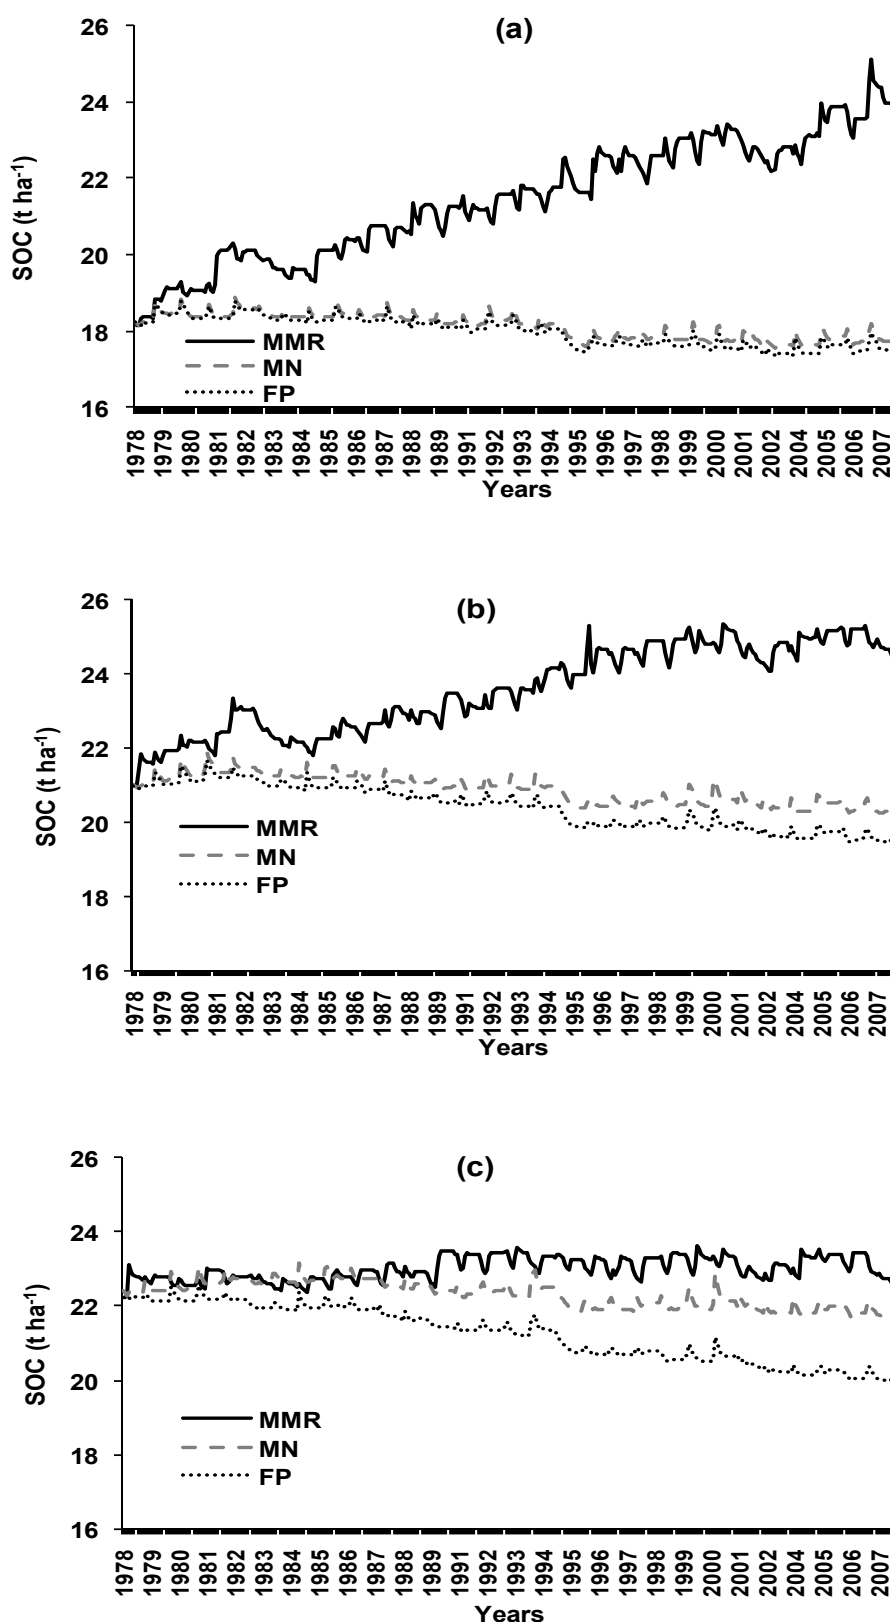 (a)
26
24
22
20
18
16
SOC (t ha-1)
MMR
MN
FP
1978 1979 1980 1981 1982 1983 1984 1985 1986 1987 1988 1989 1991 1992 1993 1994 1995 1996 1997 1998 1999 2000 2001 2002 2004 2005 2006 2007
Years
(b)
26
24
22
20
18
16
SOC (t ha-1)
MMR
MN
FP
1978 1979 1980 1981 1982 1983 1984 1985 1986 1987 1988 1989 1991 1992 1993 1994 1995 1996 1997 1998 1999 2000 2001 2002 2004 2005 2006 2007
Years
(c)
26
24
22
20
18
16
SOC (t ha-1)
MMR
MN
FP
1978 1979 1980 1981 1982 1983 1984 1985 1986 1987 1988 1989 1991 1992 1993 1994 1995 1996 1997 1998 1999 2000 2002 2004 2005 2006 2007
Years